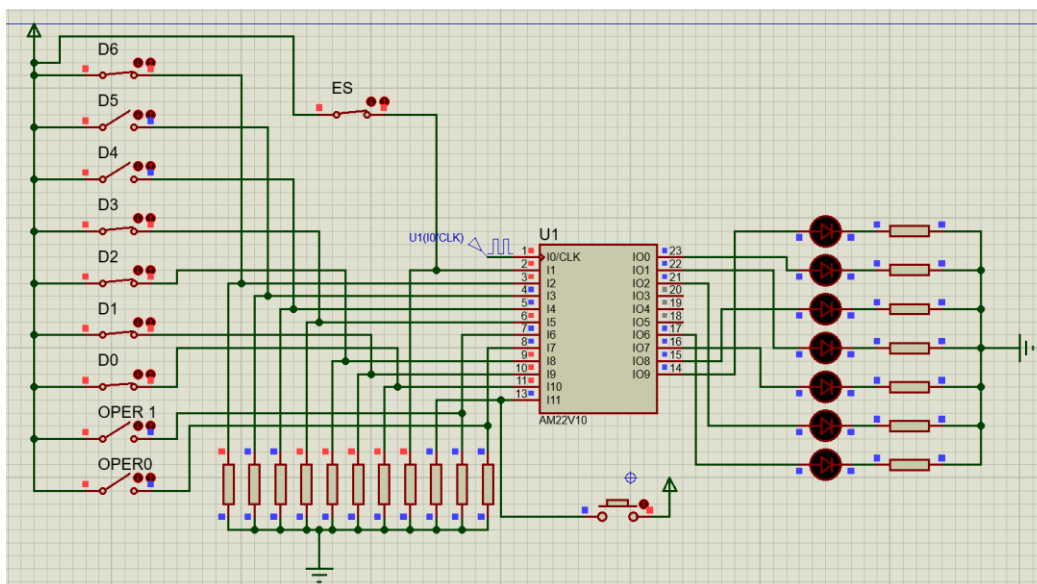 D6
D5
D4
D3
D2
D1
D0
OPER 1
OPER0
ES
U1(I0/CLK)
U1
1 I0/CLK IO0 23
2 I1 IO1 22
3 I2 IO2 21
4 I3 IO3 20
5 I4 IO4 19
6 I5 IO5 18
7 I6 IO6 17
8 I7 IO7 16
9 I8 IO8 15
10 I9 IO9 14
11 I10
13 I11
AM22V10